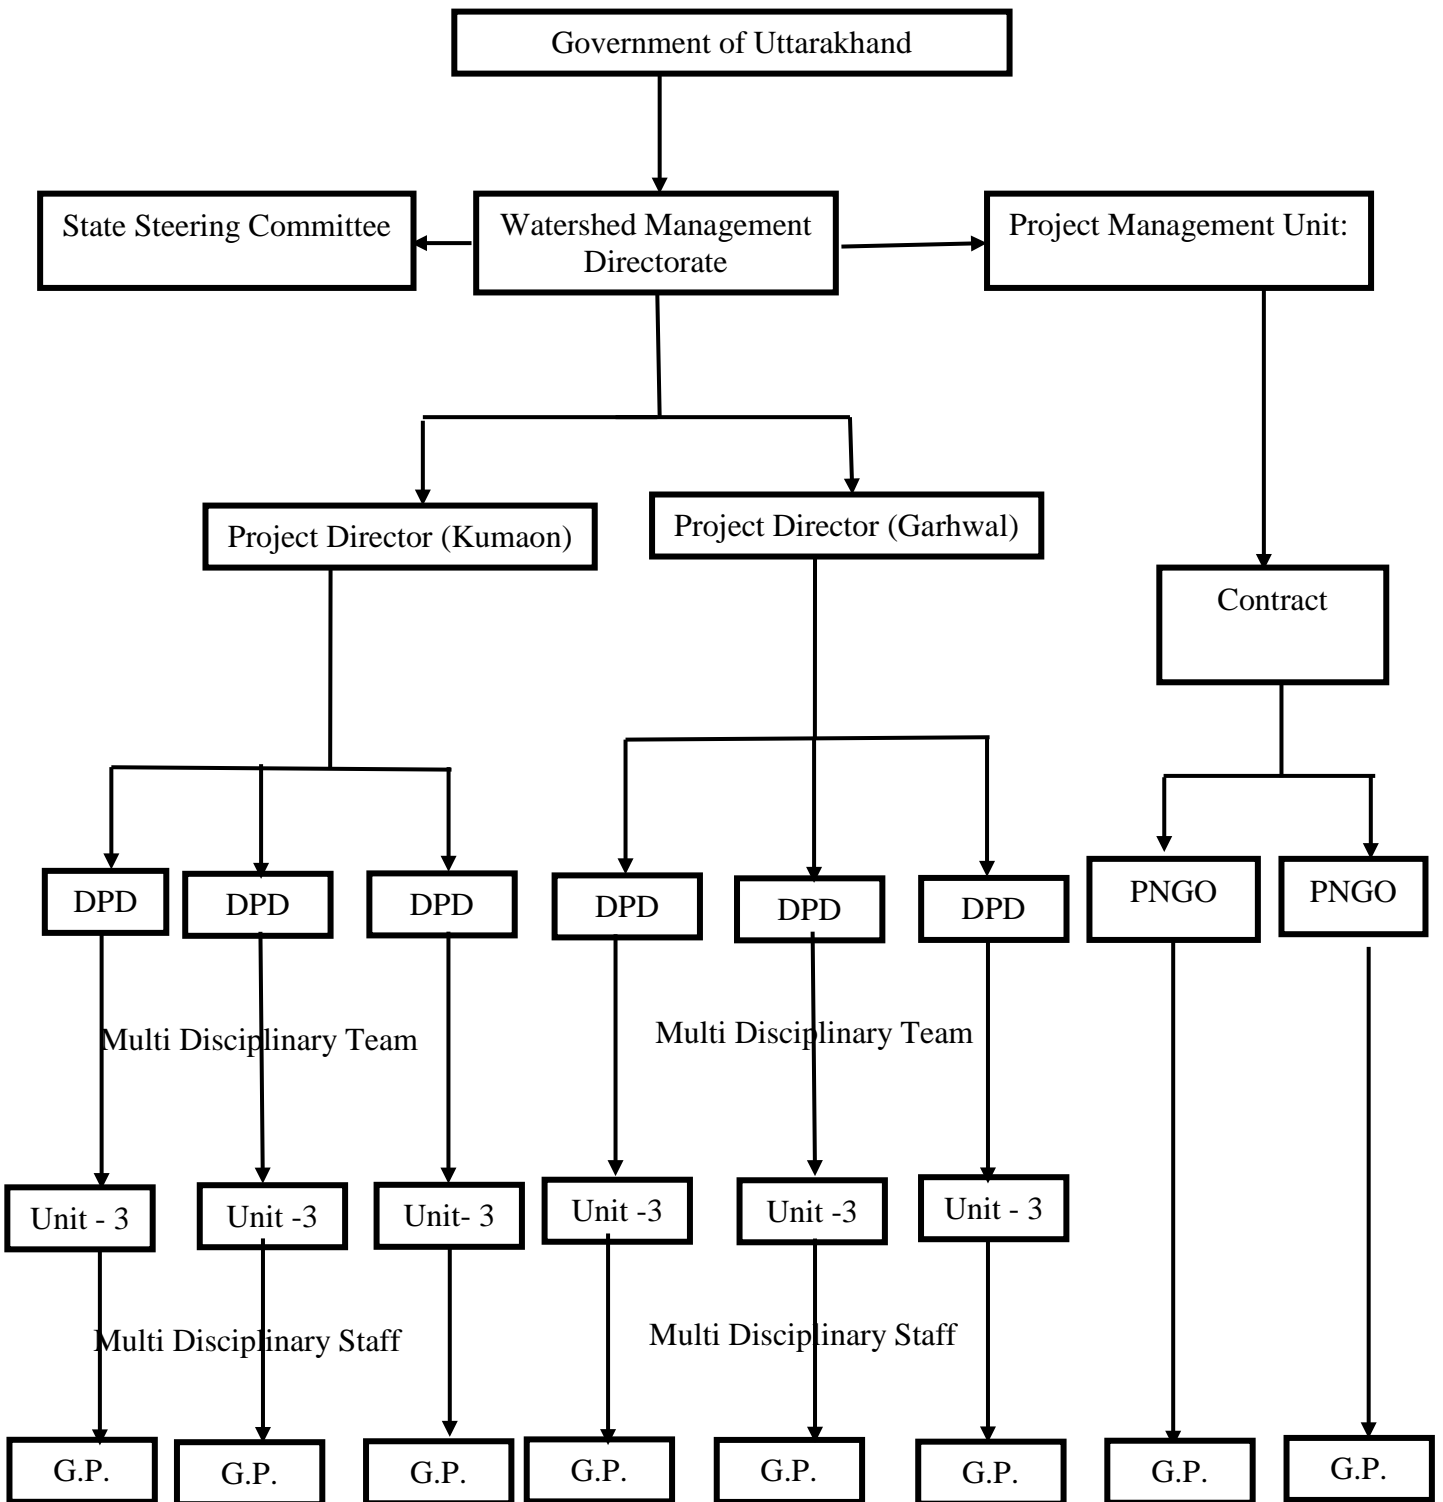 Government of Uttarakhand
State Steering Committee
Watershed Management
Directorate
Project Management Unit:
Project Director (Kumaon)
Project Director (Garhwal)
Contract
DPD
DPD
DPD
DPD
DPD
DPD
PNGO
PNGO
Multi Disciplinary Team
Multi Disciplinary Team
Unit - 3
Unit -3
Unit- 3
Unit -3
Unit -3
Unit - 3
Multi Disciplinary Staff
Multi Disciplinary Staff
G.P.
G.P.
G.P.
G.P.
G.P.
G.P.
G.P.
G.P.